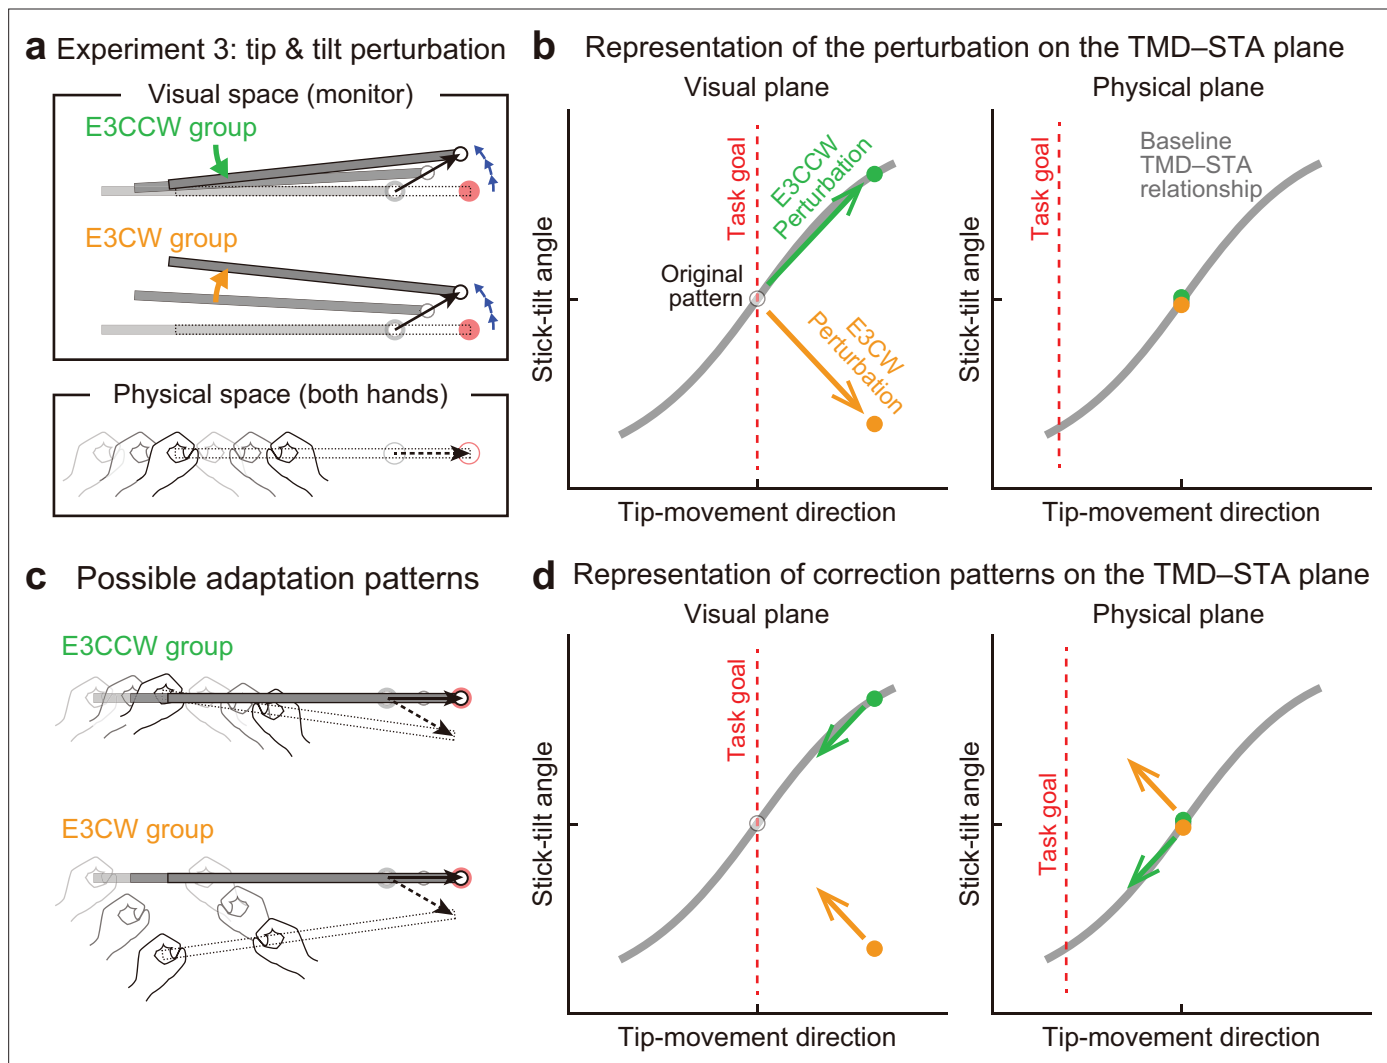 a Experiment 3: tip & tilt perturbation
Visual space (monitor)
E3CCW group
E3CW group
Physical space (both hands)
b Representation of the perturbation on the TMD–STA plane
Visual plane
Task goal
E3CCW
Perturbation
Original
pattern
E3CW
Perturbation
Stick-tilt angle
Tip-movement direction
Physical plane
Task goal
Baseline
TMD–STA
relationship
Stick-tilt angle
Tip-movement direction
c Possible adaptation patterns
E3CCW group
E3CW group
d Representation of correction patterns on the TMD–STA plane
Visual plane
Task goal
Stick-tilt angle
Tip-movement direction
Physical plane
Task goal
Stick-tilt angle
Tip-movement direction